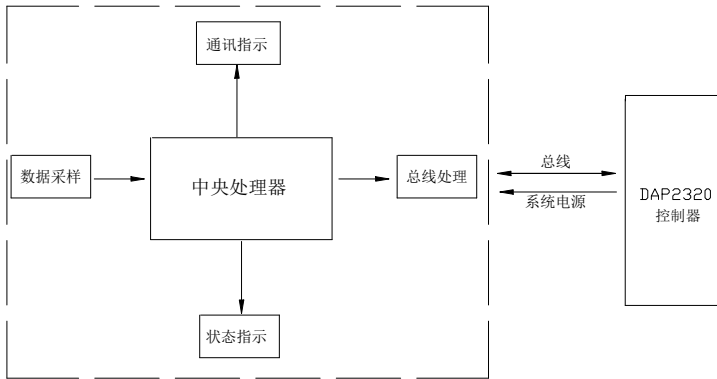 通讯指示
数据采样
中央处理器
总线处理
总线
系统电源
DAP2320
控制器
状态指示